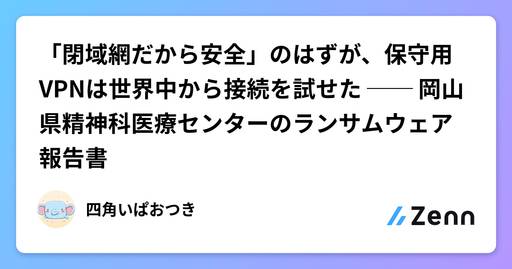 「閉域網だから安全」のはずが、保守用
VPNは世界中から接続を試せた ── 岡山
県精神科医療センターのランサムウェア
報告書
四角いぱおつき
Zenn